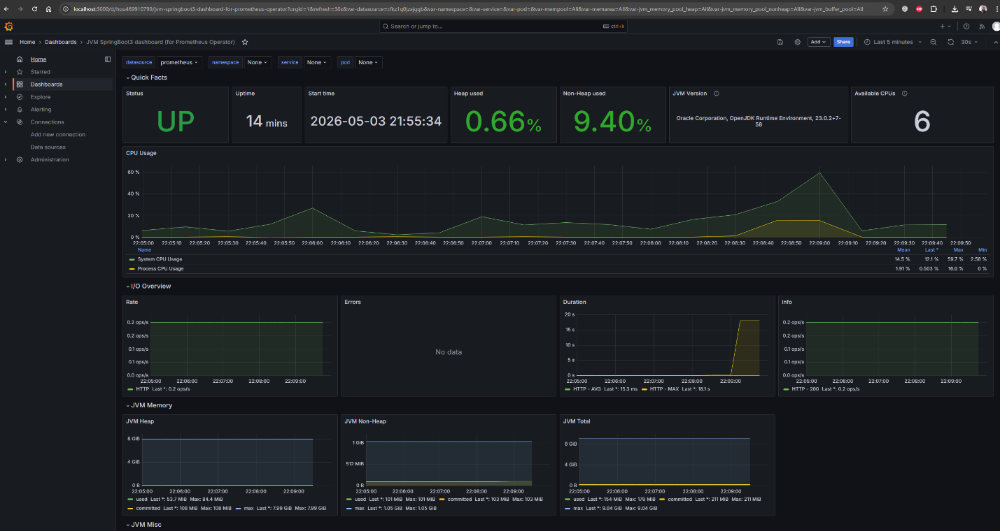 localhost:3000/d/hou469910799/jvm-springboot3-dashboard-for-prometheus-operator?orgId=1&refresh=30s&var-datasource=cfkz1q0jzajggb&var-namespace=&var-service=&var-pod=&var-mempool=All&var-memarea=All&var-jvm_memory_pool_heap=All&var-jvm_memory_pool_nonheap=All&var-jvm_buffer_pool=All
Search or jump to... ctrl+k
Home > Dashboards > JVM SpringBoot3 dashboard (for Prometheus Operator) Add Share Last 5 minutes 30s
Home
Starred
Dashboards
Explore
Alerting
Connections
Add new connection
Data sources
Administration
datasource prometheus namespace None service None pod None
Quick Facts
Status
UP
Uptime
14 mins
Start time
2026-05-03 21:55:34
Heap used
0.66%
Non-Heap used
9.40%
JVM Version
Oracle Corporation, OpenJDK Runtime Environment, 23.0.2+7-
58
Available CPUs
6
CPU Usage
60 %
40 %
20 %
0 %
22:05:00 22:05:10 22:05:20 22:05:30 22:05:40 22:05:50 22:06:00 22:06:10 22:06:20 22:06:30 22:06:40 22:06:50 22:07:00 22:07:10 22:07:20 22:07:30 22:07:40 22:07:50 22:08:00 22:08:10 22:08:20 22:08:30 22:08:40 22:08:50 22:09:00 22:09:10 22:09:20 22:09:30 22:09:40 22:09:50
Name Mean Last * Max Min
System CPU Usage 14.5 % 12.1 % 59.7 % 2.58 %
Process CPU Usage 1.91 % 0.503 % 16.0 % 0 %
I/O Overview
Rate
0.2 ops/s
0.2 ops/s
0.1 ops/s
0.1 ops/s
0.0 ops/s
22:05:00 22:06:00 22:07:00 22:08:00 22:09:00
HTTP Last *: 0.2 ops/s
Errors
No data
Duration
20 s
15 s
10 s
5 s
0 s
22:05:00 22:06:00 22:07:00 22:08:00 22:09:00
HTTP - AVG Last *: 15.3 ms HTTP - MAX Last *: 18.1 s
Info
0.2 ops/s
0.2 ops/s
0.1 ops/s
0.1 ops/s
0.0 ops/s
22:05:00 22:06:00 22:07:00 22:08:00 22:09:00
HTTP - 200 Last *: 0.2 ops/s
JVM Memory
JVM Heap
8 GiB
4 GiB
0 B
22:05:00 22:06:00 22:07:00 22:08:00 22:09:00
used Last *: 53.7 MiB Max: 84.4 MiB
committed Last *: 108 MiB Max: 108 MiB max Last *: 7.99 GiB Max: 7.99 GiB
JVM Non-Heap
1 GiB
512 MiB
0 B
22:05:00 22:06:00 22:07:00 22:08:00 22:09:00
used Last *: 101 MiB Max: 101 MiB committed Last *: 103 MiB Max: 103 MiB
max Last *: 1.05 GiB Max: 1.05 GiB
JVM Total
8 GiB
4 GiB
0 B
22:05:00 22:06:00 22:07:00 22:08:00 22:09:00
used Last *: 154 MiB Max: 179 MiB committed Last *: 211 MiB Max: 211 MiB
max Last *: 9.04 GiB Max: 9.04 GiB
JVM Misc